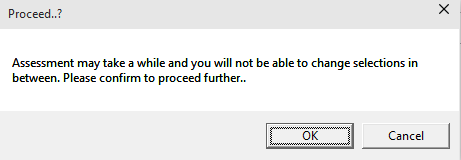 Proceed..?
Assessment may take a while and you will not be able to change selections in
between. Please confirm to proceed further..
OK
Cancel